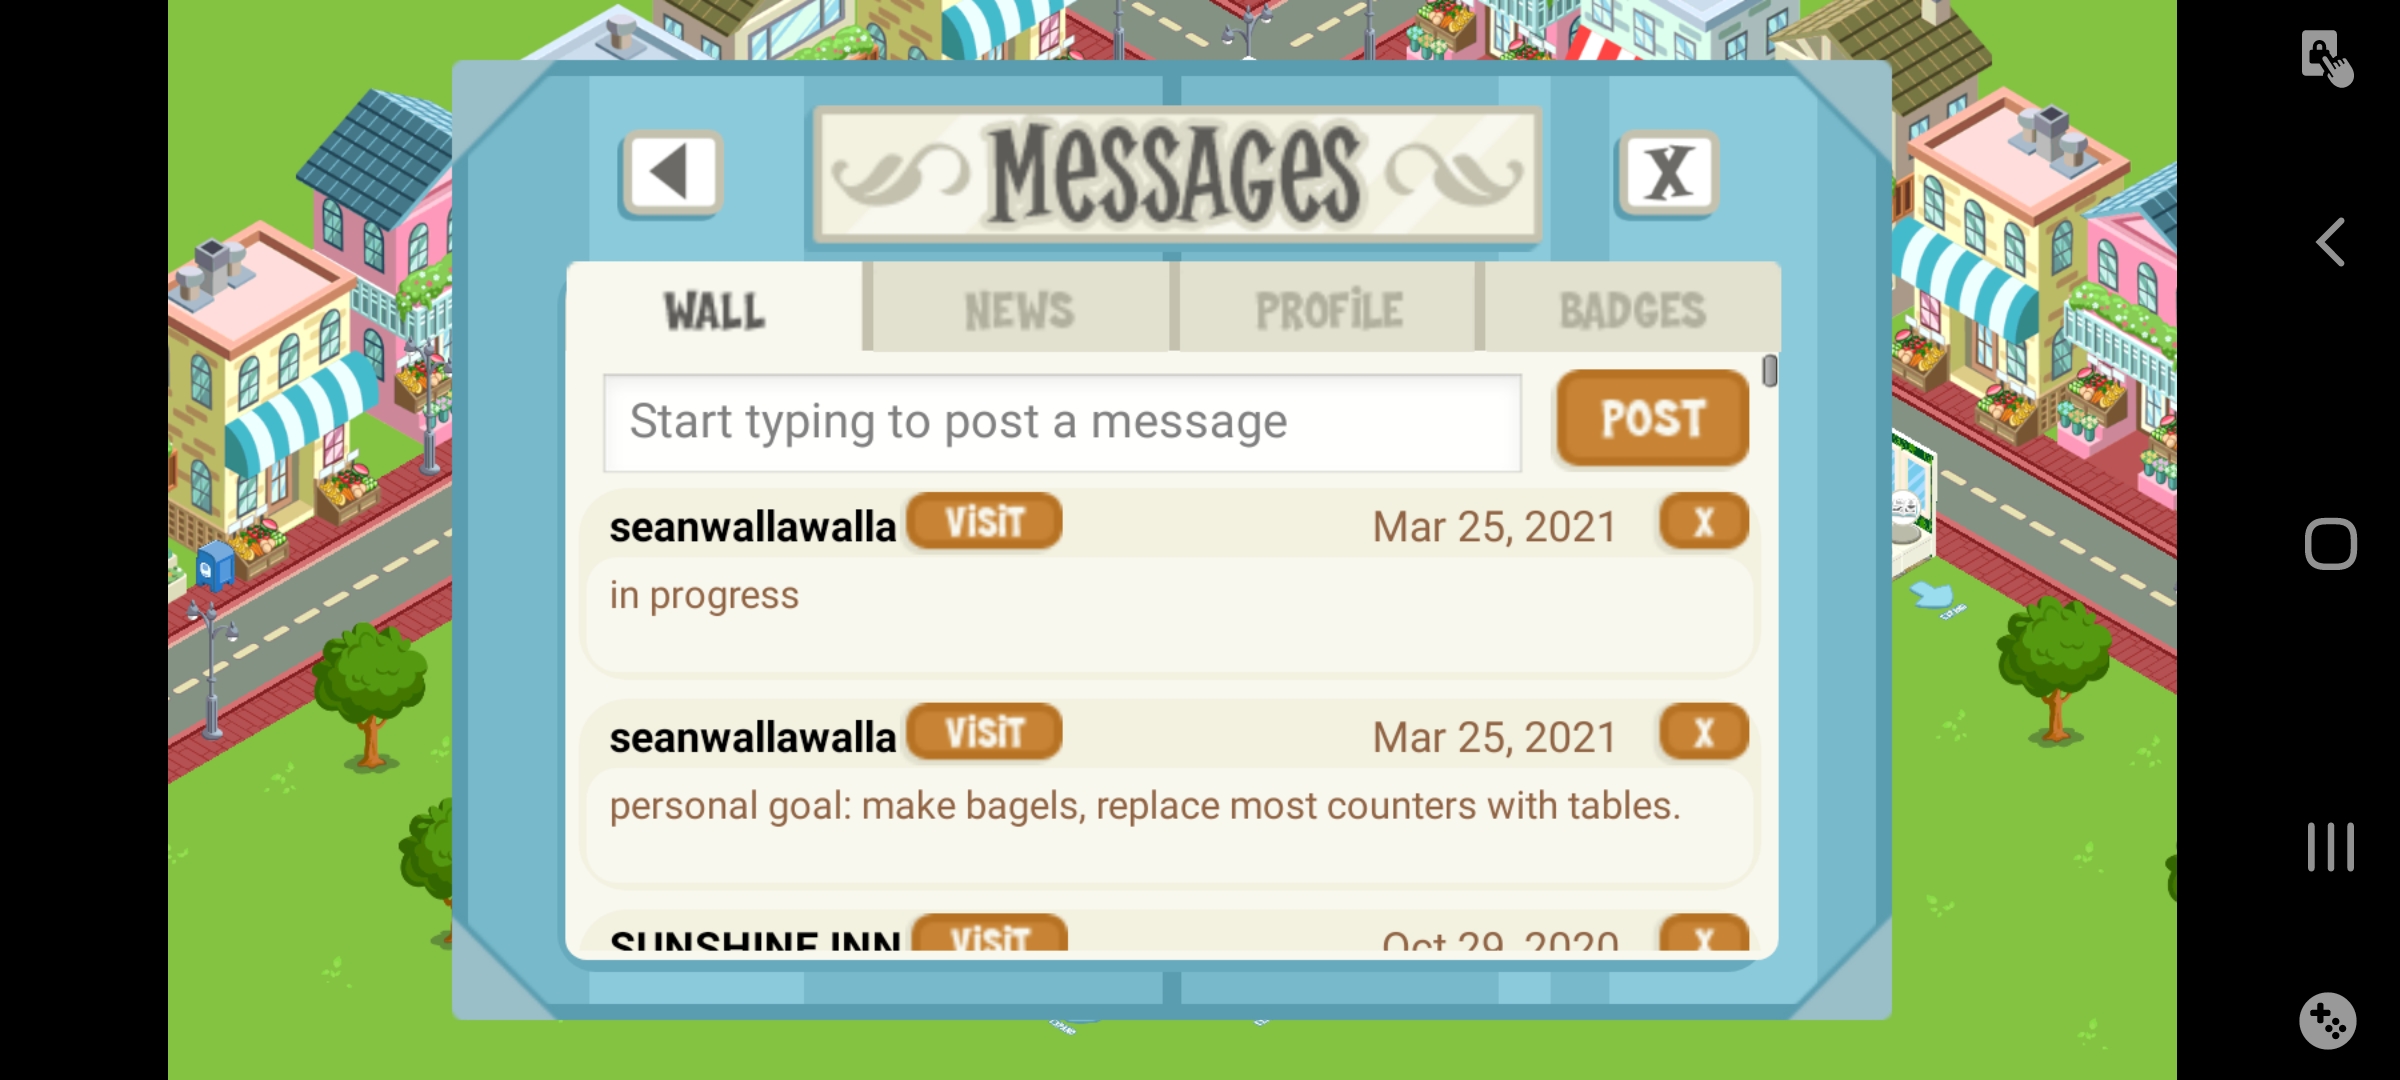 MESSAGES
X
WALL NEWS PROFILE BADGES
Start typing to post a message POST
seanwallawalla VISIT Mar 25, 2021 X
in progress
seanwallawalla VISIT Mar 25, 2021 X
personal goal: make bagels, replace most counters with tables.
SUNSHINE INN VISIT Oct 29, 2020 X